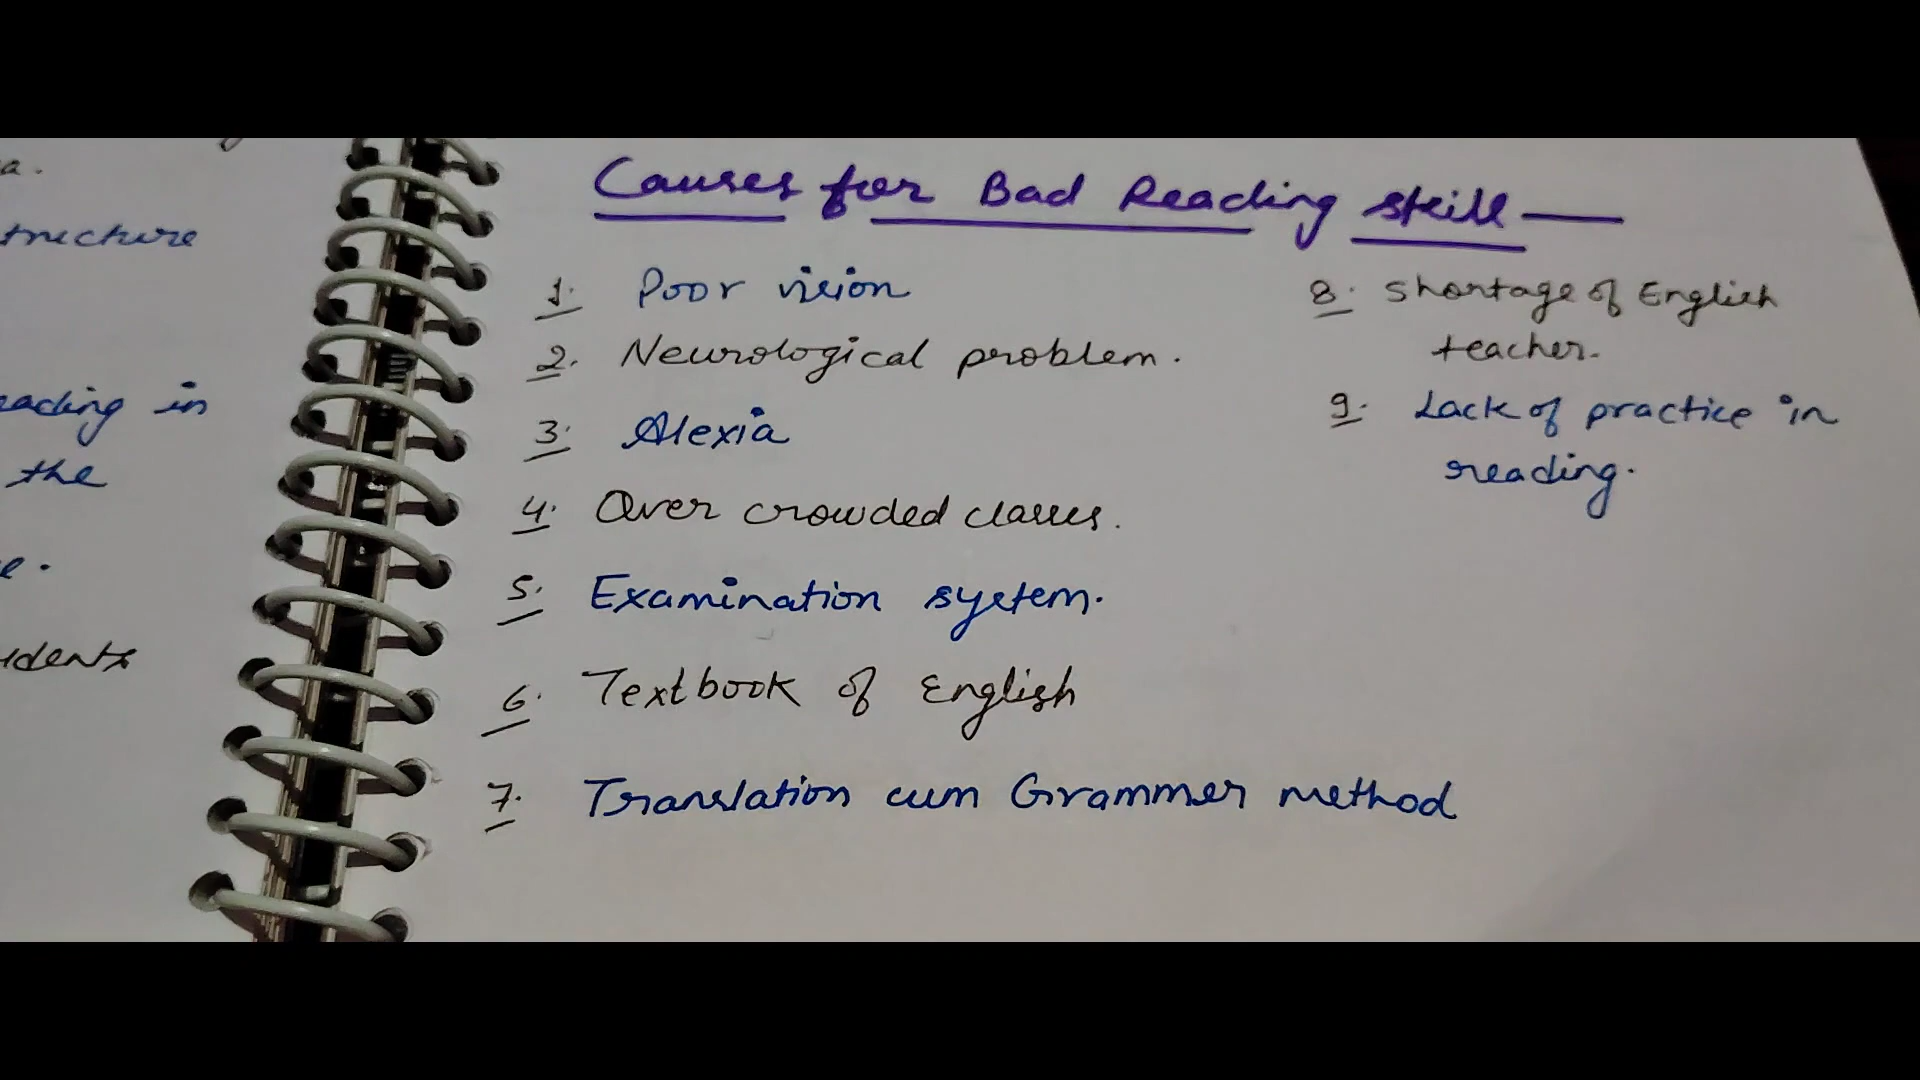 a.
tructure
eading in
the
e.
udents
Causes for Bad Reading skill —
1. Poor vision
2. Neurological problem.
3. Alexia
4. Over crowded classes.
5. Examination system.
6. Textbook of English
7. Translation cum Grammer method
8. Shortage of English
teacher.
9. Lack of practice in
reading.